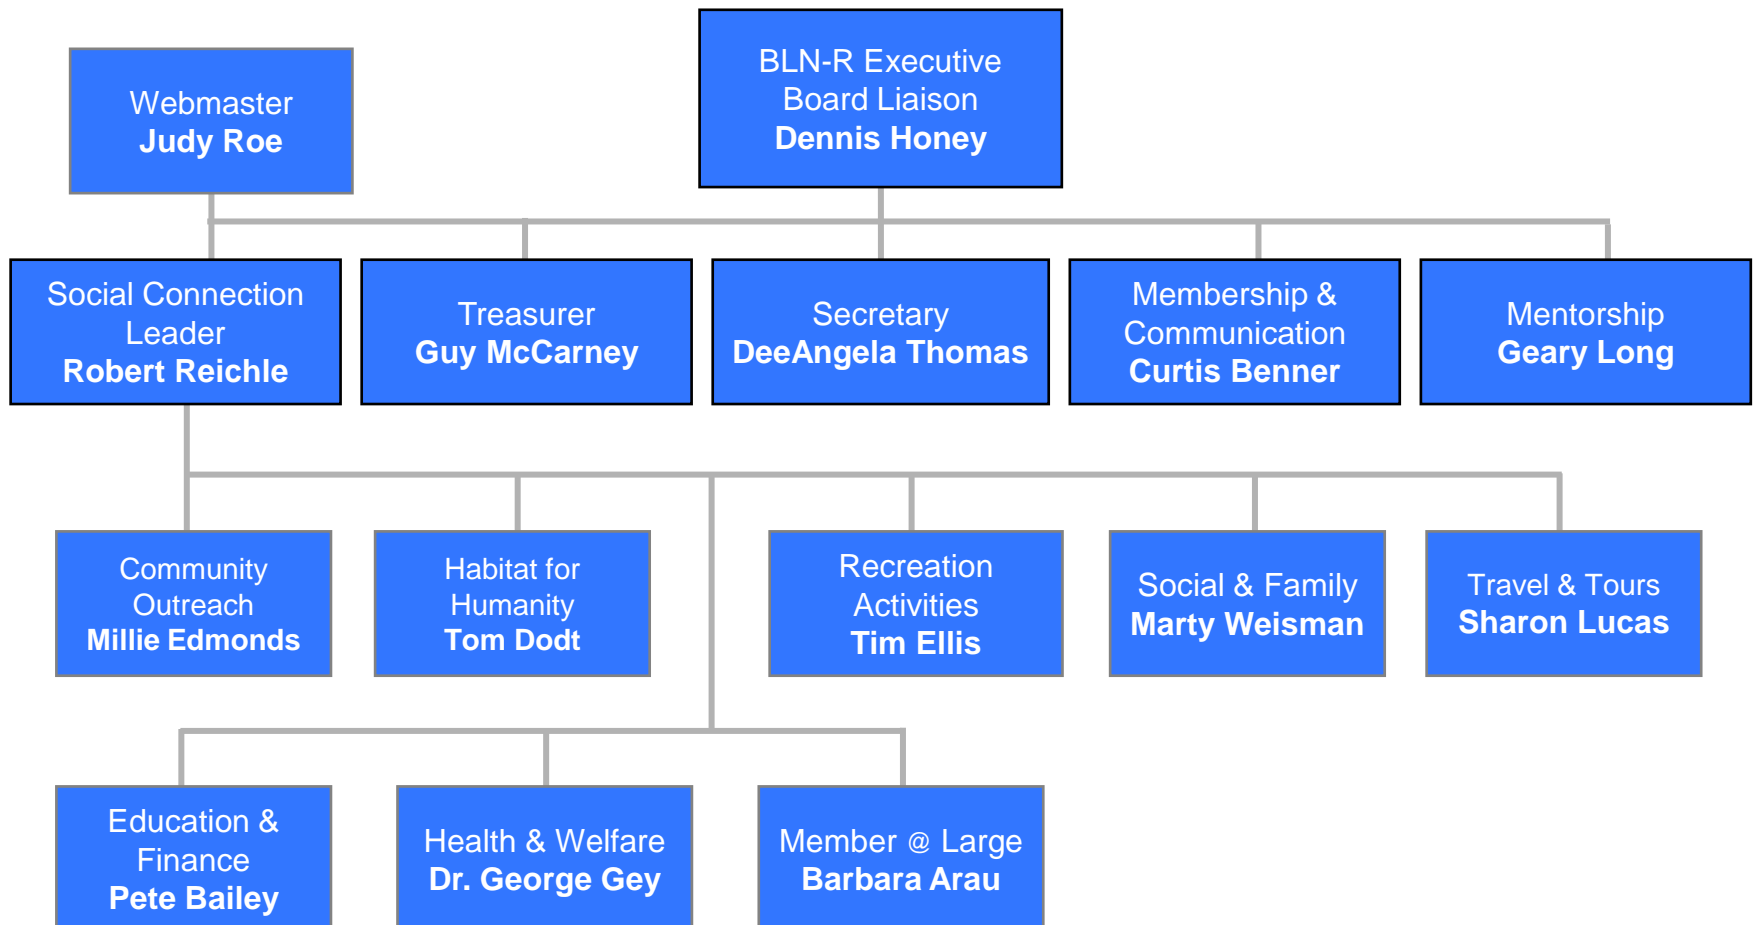 Webmaster
Judy Roe
BLN-R Executive
Board Liaison
Dennis Honey
Social Connection
Leader
Robert Reichle
Treasurer
Guy McCarney
Secretary
DeeAngela Thomas
Membership &
Communication
Curtis Benner
Mentorship
Geary Long
Community
Outreach
Millie Edmonds
Habitat for
Humanity
Tom Dodt
Recreation
Activities
Tim Ellis
Social & Family
Marty Weisman
Travel & Tours
Sharon Lucas
Education &
Finance
Pete Bailey
Health & Welfare
Dr. George Gey
Member @ Large
Barbara Arau